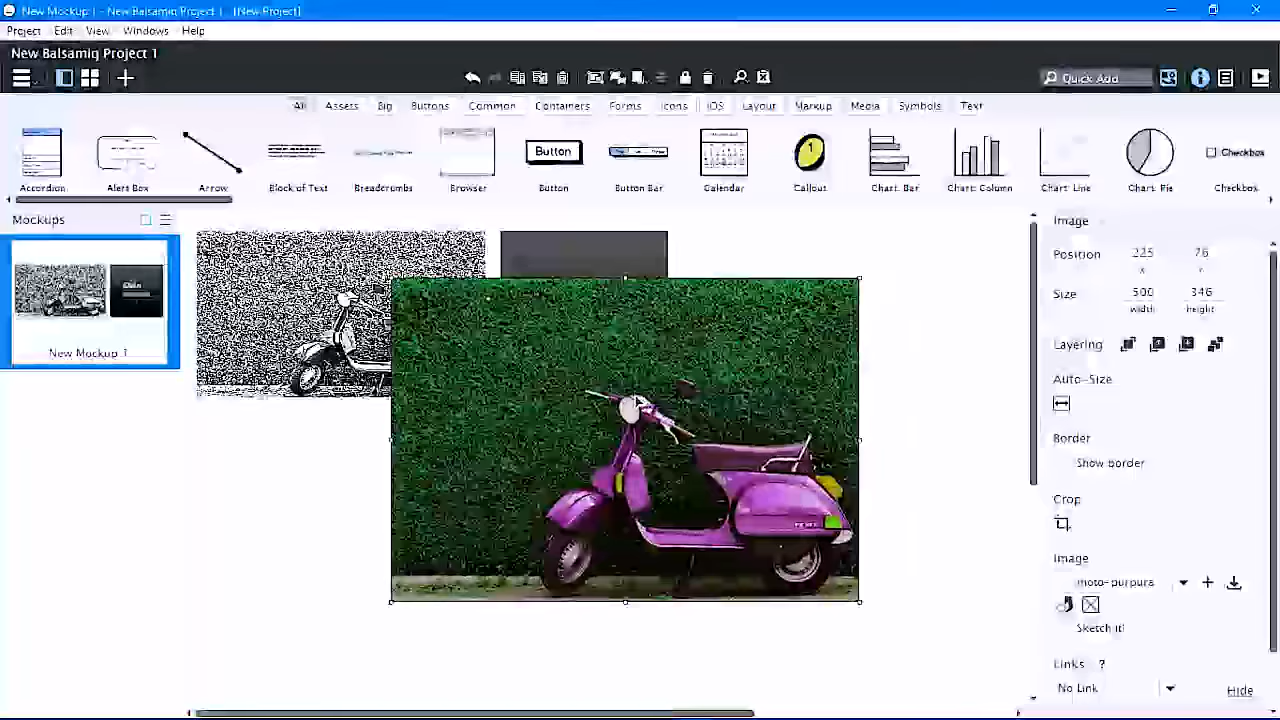 New Mockup 1 - New Balsamiq Project 1 - [New Project]
Project Edit View Windows Help
New Balsamiq Project 1
Quick Add
All Assets Big Buttons Common Containers Forms Icons iOS Layout Markup Media Symbols Text
Button
1
Checkbox
Accordion Alert Box Arrow Block of Text Breadcrumbs Browser Button Button Bar Calendar Callout Chart: Bar Chart: Column Chart: Line Chart: Pie Checkbox
Mockups
New Mockup 1
Image
Position 225 76
x y
Size 500 346
width height
Layering
Auto-Size
Border
Show border
Crop
Image
moto-purpura
Sketch it!
Links ?
No Link
Hide